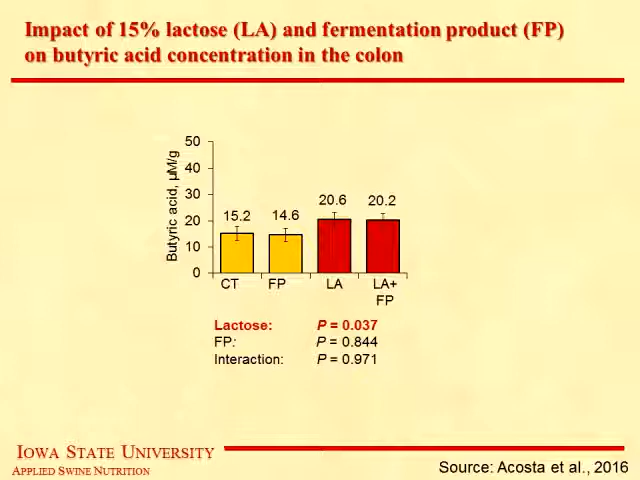 Impact of 15% lactose (LA) and fermentation product (FP)
on butyric acid concentration in the colon
Butyric acid, µM/g
50
40
30
20
10
0
15.2
14.6
20.6
20.2
CT
FP
LA
LA+
FP
Lactose: P = 0.037
FP: P = 0.844
Interaction: P = 0.971
IOWA STATE UNIVERSITY
APPLIED SWINE NUTRITION
Source: Acosta et al., 2016